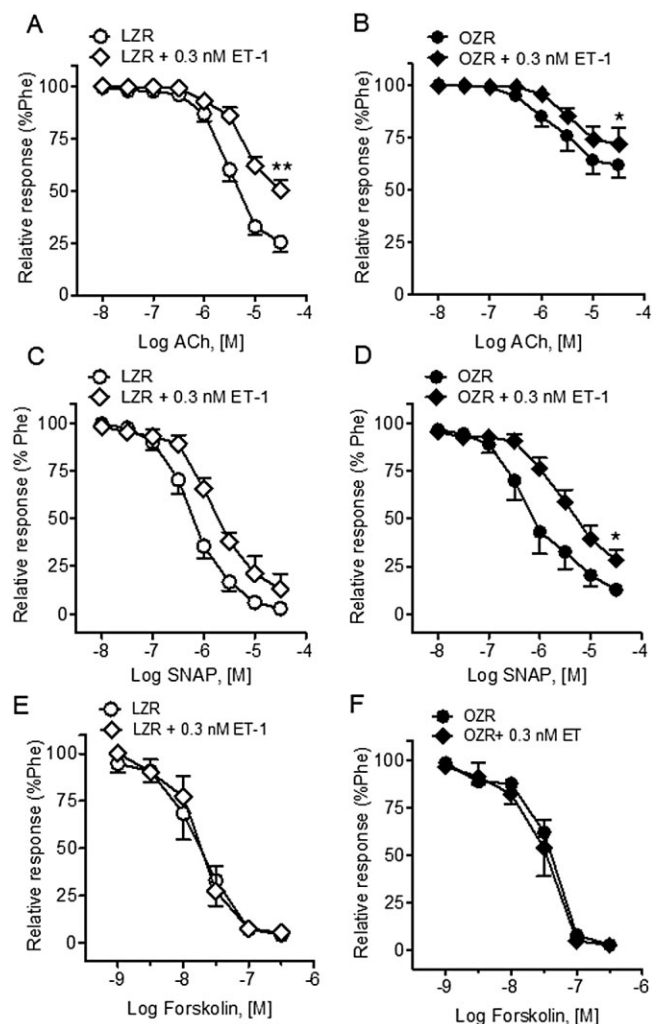 A
LZR
LZR + 0.3 nM ET-1
Relative response (%Phe)
100
75
50
25
0
**
-8
-7
-6
-5
-4
Log ACh, [M]
B
OZR
OZR + 0.3 nM ET-1
Relative response (%Phe)
100
75
50
25
0
*
-8
-7
-6
-5
-4
Log ACh, [M]
C
LZR
LZR + 0.3 nM ET-1
Relative response (% Phe)
100
75
50
25
0
-8
-7
-6
-5
-4
Log SNAP, [M]
D
OZR
OZR + 0.3 nM ET-1
Relative response (% Phe)
100
75
50
25
0
*
-8
-7
-6
-5
-4
Log SNAP, [M]
E
LZR
LZR + 0.3 nM ET-1
Relative response (%Phe)
100
75
50
25
0
-9
-8
-7
-6
Log Forskolin, [M]
F
OZR
OZR+ 0.3 nM ET
Relative response (%Phe)
100
75
50
25
0
-9
-8
-7
-6
Log Forskolin, [M]